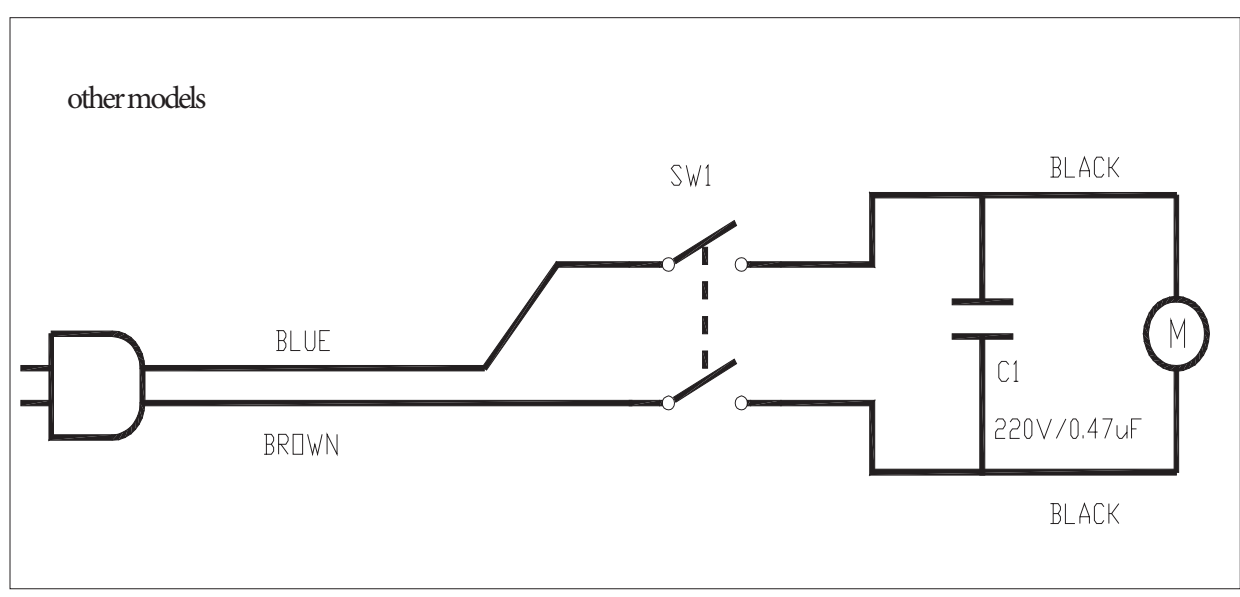 other models
SW1
BLACK
BLUE
M
C1
BROWN
220V/0.47uF
BLACK